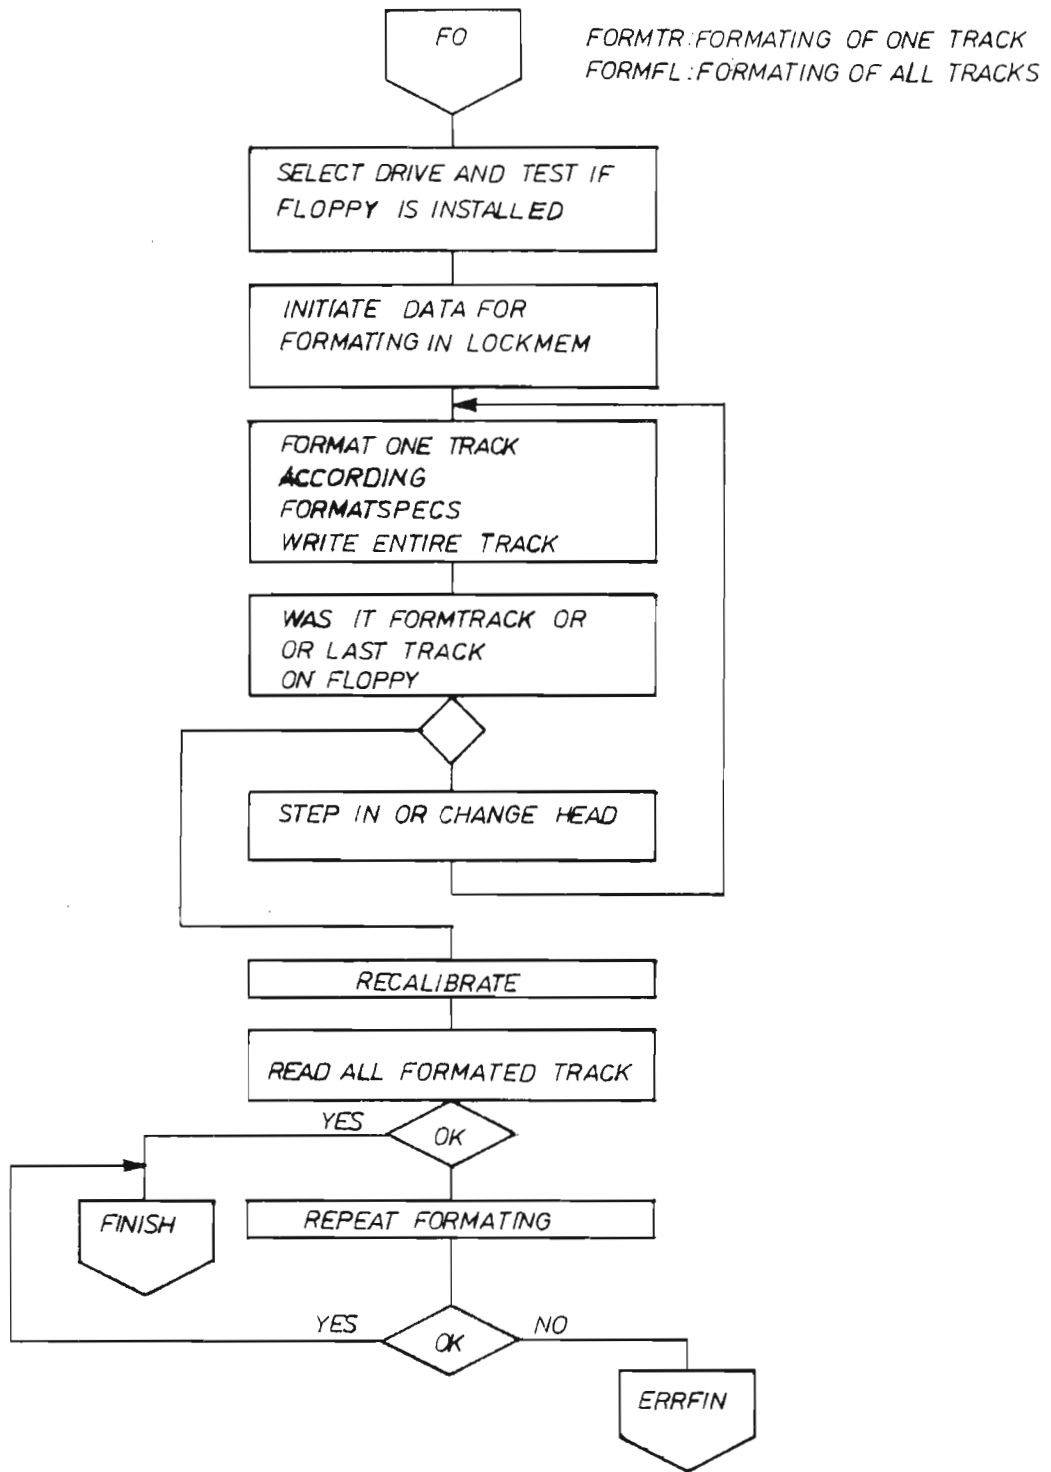 FO
FORMTR:FORMATING OF ONE TRACK
FORMFL:FORMATING OF ALL TRACKS
SELECT DRIVE AND TEST IF
FLOPPY IS INSTALLED
INITIATE DATA FOR
FORMATING IN LOCKMEM
FORMAT ONE TRACK
ACCORDING
FORMATSPECS
WRITE ENTIRE TRACK
WAS IT FORMTRACK OR
OR LAST TRACK
ON FLOPPY
STEP IN OR CHANGE HEAD
RECALIBRATE
READ ALL FORMATED TRACK
YES
OK
FINISH
REPEAT FORMATING
YES
OK
NO
ERRFIN